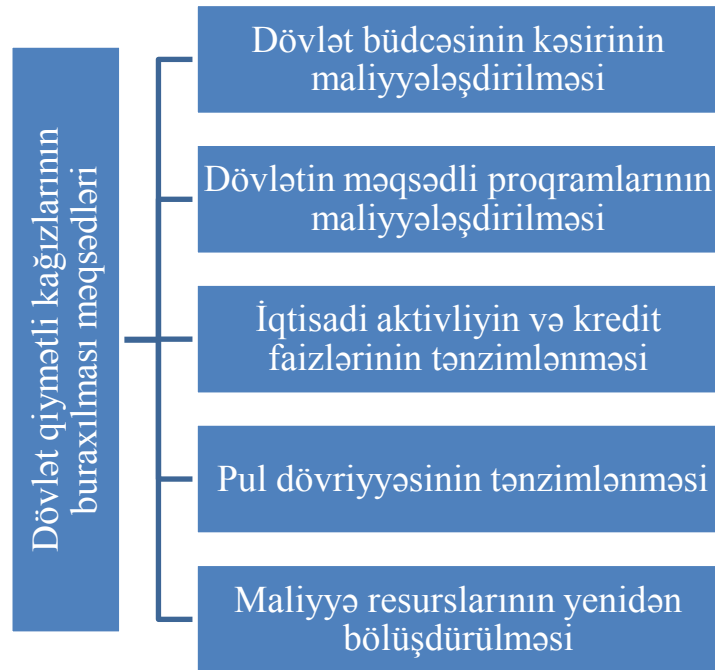 Dövlət qiymətli kağızlarının
buraxılması məqsədləri
Dövlət büdcəsinin kəsirinin
maliyyələşdirilməsi
Dövlətin məqsədli proqramlarının
maliyyələşdirilməsi
İqtisadi aktivliyin və kredit
faizlərinin tənzimlənməsi
Pul dövriyyəsinin tənzimlənməsi
Maliyyə resurslarının yenidən
bölüşdürülməsi